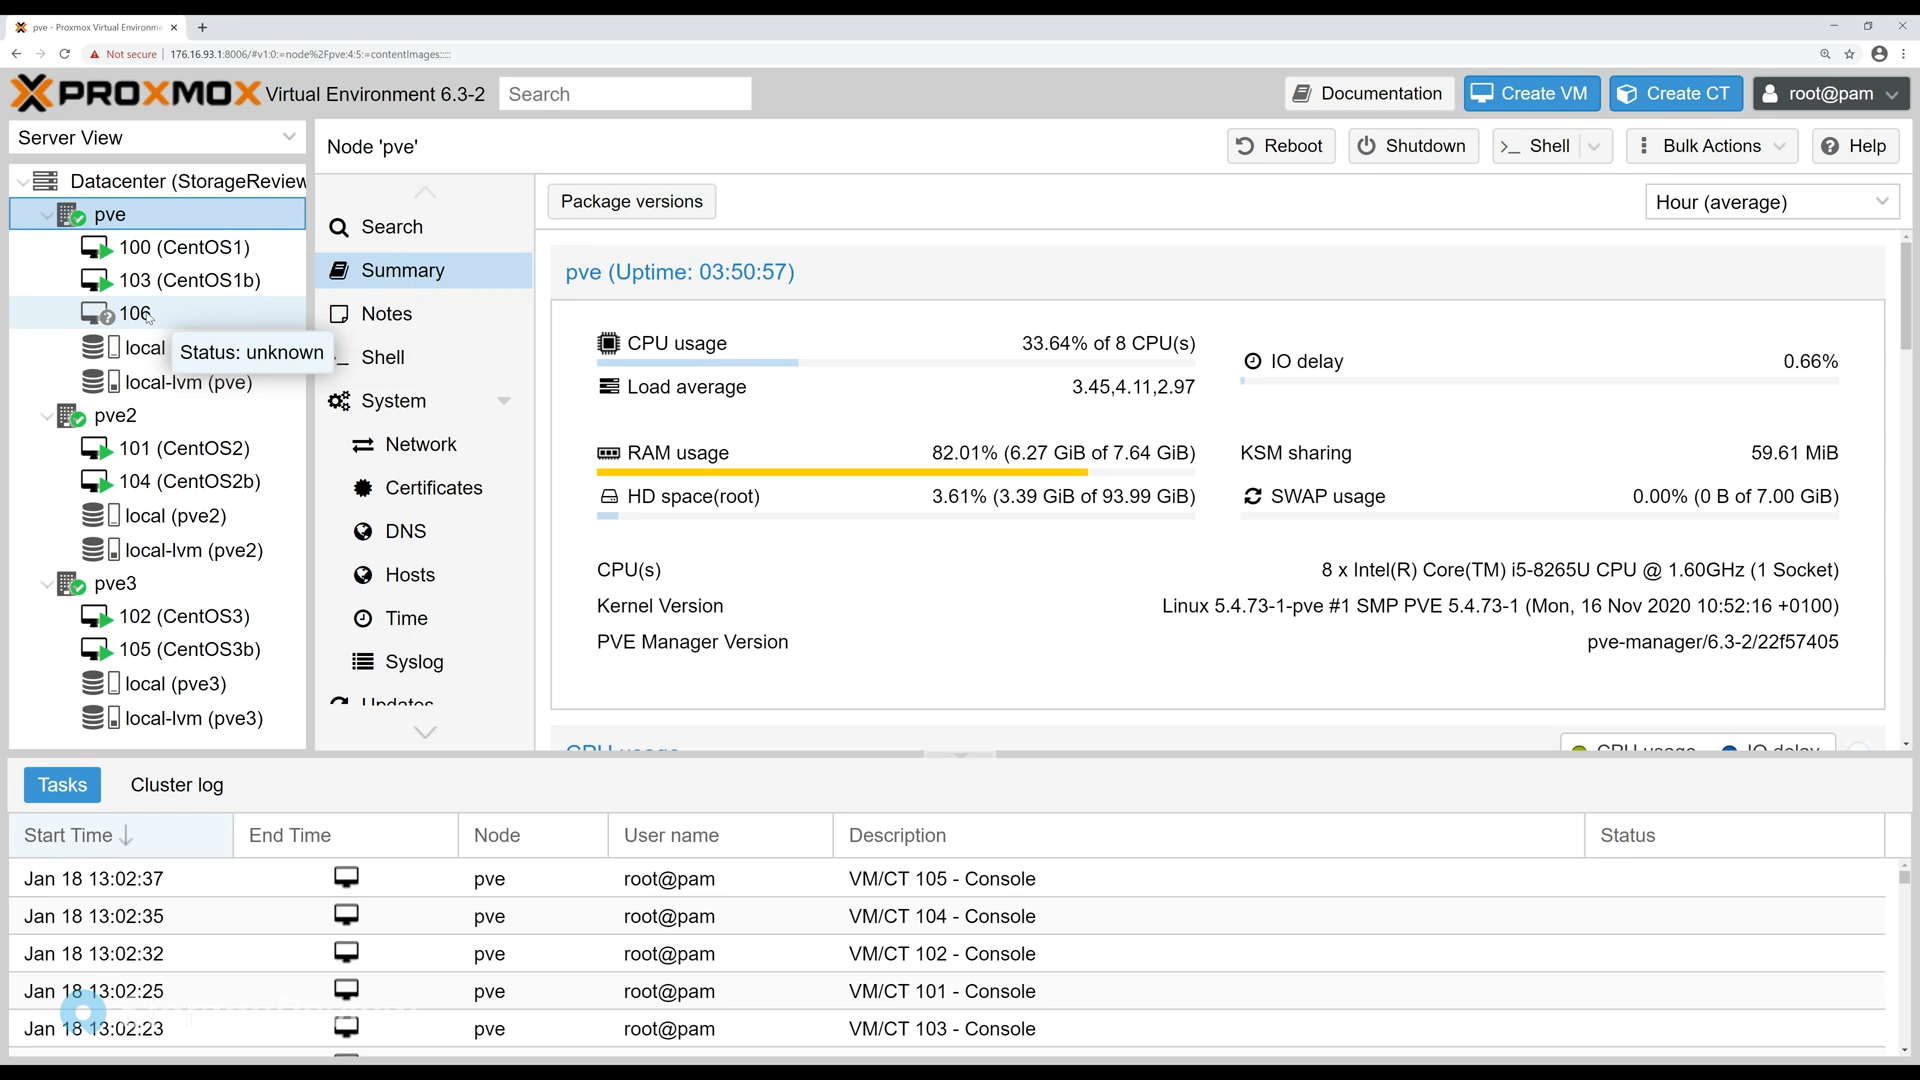 pve - Proxmox Virtual Environme
Not secure 176.16.93.1:8006/#v1:0:=node%2Fpve:4:5:=contentImages:::::
PROXMOX Virtual Environment 6.3-2 Search Documentation Create VM Create CT root@pam
Server View
Node 'pve' Reboot Shutdown Shell Bulk Actions Help
Datacenter (StorageReview
pve
100 (CentOS1)
103 (CentOS1b)
106
local
Status: unknown
local-lvm (pve)
pve2
101 (CentOS2)
104 (CentOS2b)
local (pve2)
local-lvm (pve2)
pve3
102 (CentOS3)
105 (CentOS3b)
local (pve3)
local-lvm (pve3)
Search
Summary
Notes
Shell
System
Network
Certificates
DNS
Hosts
Time
Syslog
Updates
Package versions Hour (average)
pve (Uptime: 03:50:57)
CPU usage 33.64% of 8 CPU(s)
IO delay 0.66%
Load average 3.45,4.11,2.97
RAM usage 82.01% (6.27 GiB of 7.64 GiB)
KSM sharing 59.61 MiB
HD space(root) 3.61% (3.39 GiB of 93.99 GiB)
SWAP usage 0.00% (0 B of 7.00 GiB)
CPU(s) 8 x Intel(R) Core(TM) i5-8265U CPU @ 1.60GHz (1 Socket)
Kernel Version Linux 5.4.73-1-pve #1 SMP PVE 5.4.73-1 (Mon, 16 Nov 2020 10:52:16 +0100)
PVE Manager Version pve-manager/6.3-2/22f57405
CPU usage CPU usage IO delay
Tasks Cluster log
Start Time End Time Node User name Description Status
Jan 18 13:02:37 pve root@pam VM/CT 105 - Console
Jan 18 13:02:35 pve root@pam VM/CT 104 - Console
Jan 18 13:02:32 pve root@pam VM/CT 102 - Console
Jan 18 13:02:25 pve root@pam VM/CT 101 - Console
Jan 18 13:02:23 pve root@pam VM/CT 103 - Console